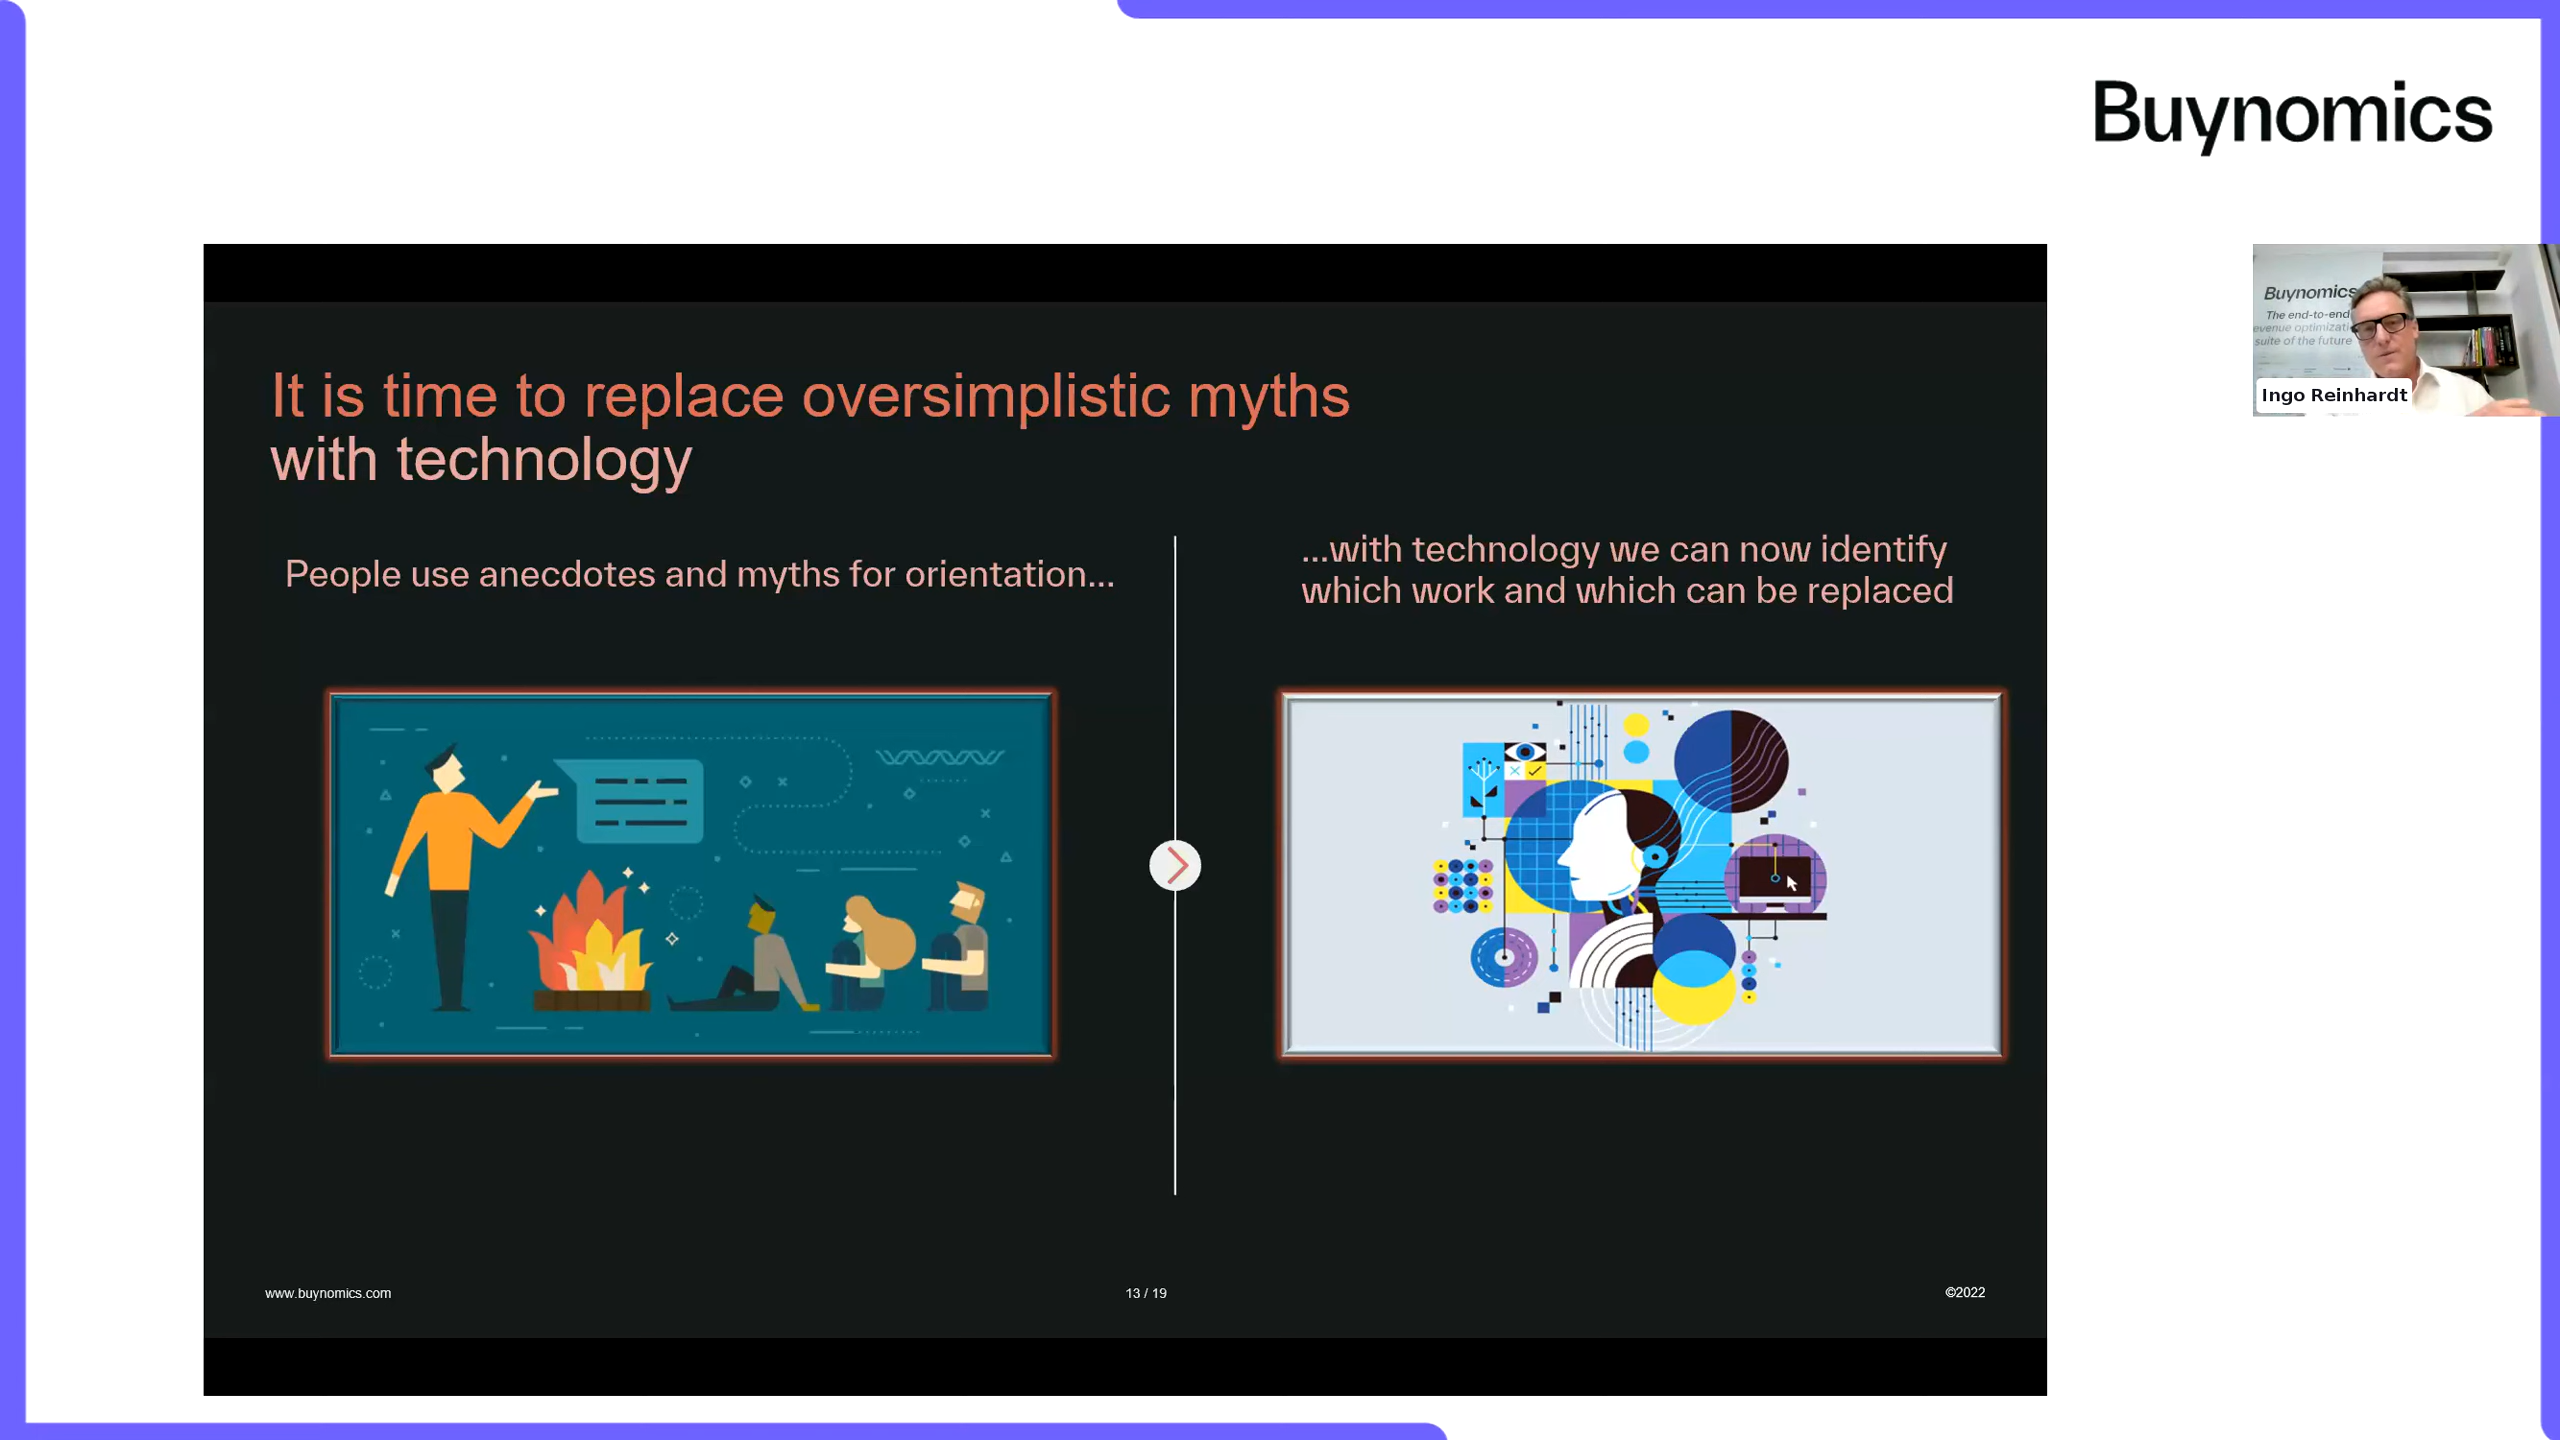 Buynomics
It is time to replace oversimplistic myths
with technology
People use anecdotes and myths for orientation...
...with technology we can now identify
which work and which can be replaced
www.buynomics.com
13 / 19
©2022
Buynomics
The end-to-end
evenue optimizati
suite of the future
Ingo Reinhardt